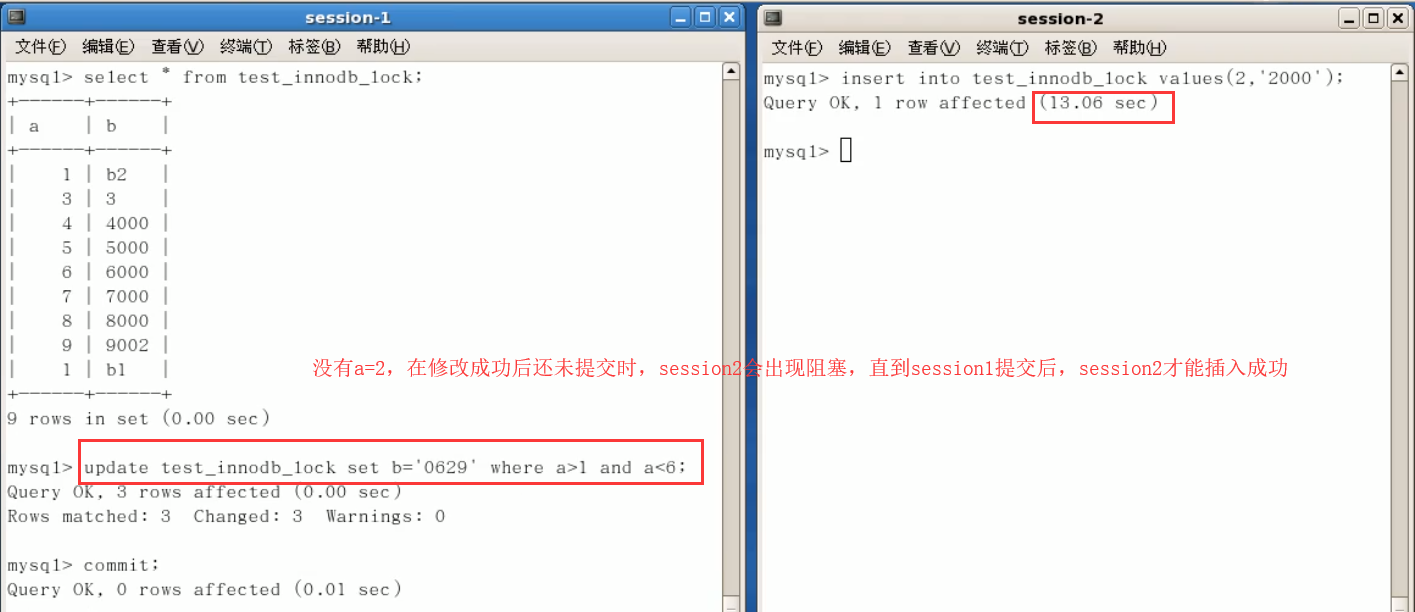 session-1
文件(F) 编辑(E) 查看(V) 终端(T) 标签(B) 帮助(H)
mysql> select * from test_innodb_lock;
+------+------+
| a    | b    |
+------+------+
|    1 | b2   |
|    3 | 3    |
|    4 | 4000 |
|    5 | 5000 |
|    6 | 6000 |
|    7 | 7000 |
|    8 | 8000 |
|    9 | 9002 |
|    1 | b1   |
+------+------+
9 rows in set (0.00 sec)
mysql> update test_innodb_lock set b='0629' where a>1 and a<6;
Query OK, 3 rows affected (0.00 sec)
Rows matched: 3  Changed: 3  Warnings: 0
mysql> commit;
Query OK, 0 rows affected (0.01 sec)
session-2
文件(F) 编辑(E) 查看(V) 终端(T) 标签(B) 帮助(H)
mysql> insert into test_innodb_lock values(2,'2000');
Query OK, 1 row affected (13.06 sec)
mysql>
没有a=2，在修改成功后还未提交时，session2会出现阻塞，直到session1提交后，session2才能插入成功